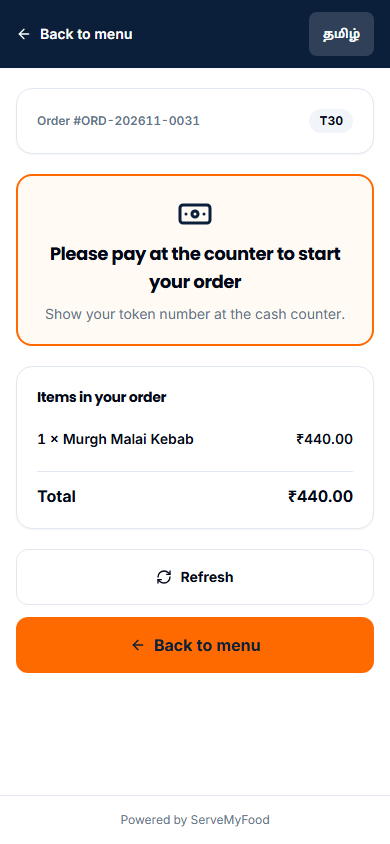 Back to menu
தமிழ்
Order #ORD-202611-0031
T30
Please pay at the counter to start
your order
Show your token number at the cash counter.
Items in your order
1 × Murgh Malai Kebab ₹440.00
Total ₹440.00
Refresh
Back to menu
Powered by ServeMyFood